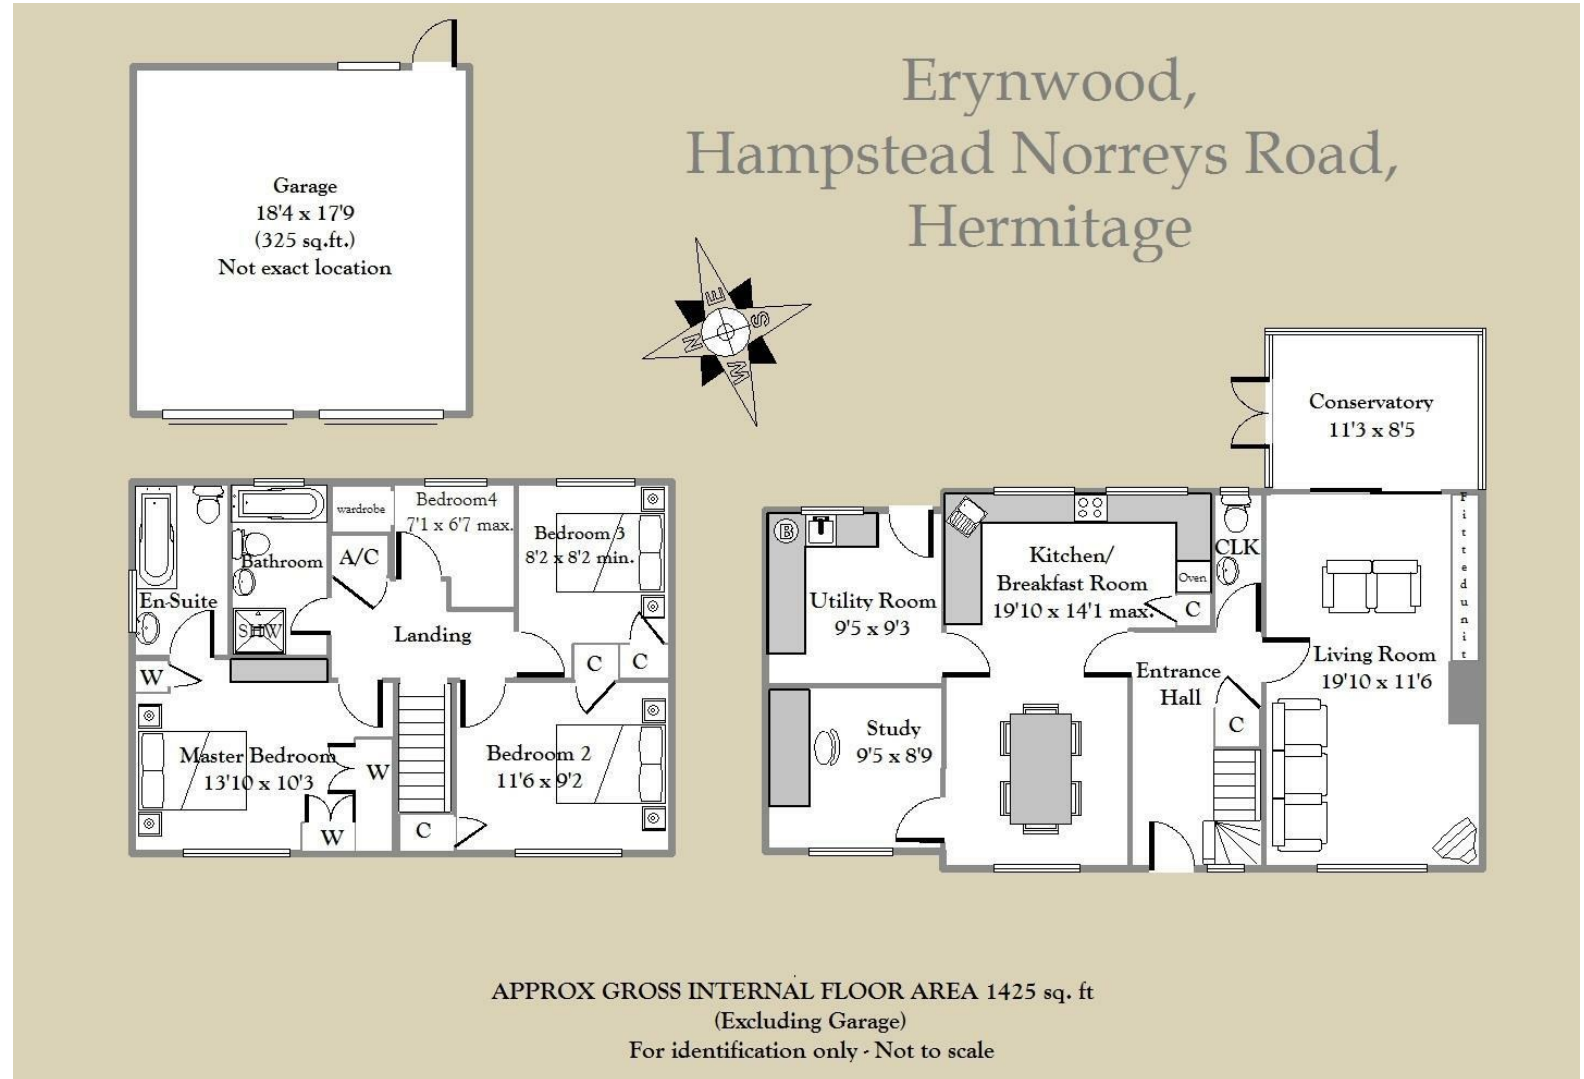 Erynwood,
Hampstead Norreys Road,
Hermitage
Garage
18'4 x 17'9
(325 sq.ft.)
Not exact location
E
S
N
W
Conservatory
11'3 x 8'5
wardrobe
Bedroom4
7'1 x 6'7 max.
Bedroom 3
8'2 x 8'2 min.
A/C
Bathroom
En-Suite
SHW
Landing
W
C
C
Master Bedroom
13'10 x 10'3
W
W
Bedroom 2
11'6 x 9'2
C
B
Utility Room
9'5 x 9'3
Kitchen/
Breakfast Room
19'10 x 14'1 max.
Oven
C
CLK
Fitted unit
Entrance
Hall
C
Living Room
19'10 x 11'6
Study
9'5 x 8'9
APPROX GROSS INTERNAL FLOOR AREA 1425 sq. ft
(Excluding Garage)
For identification only - Not to scale